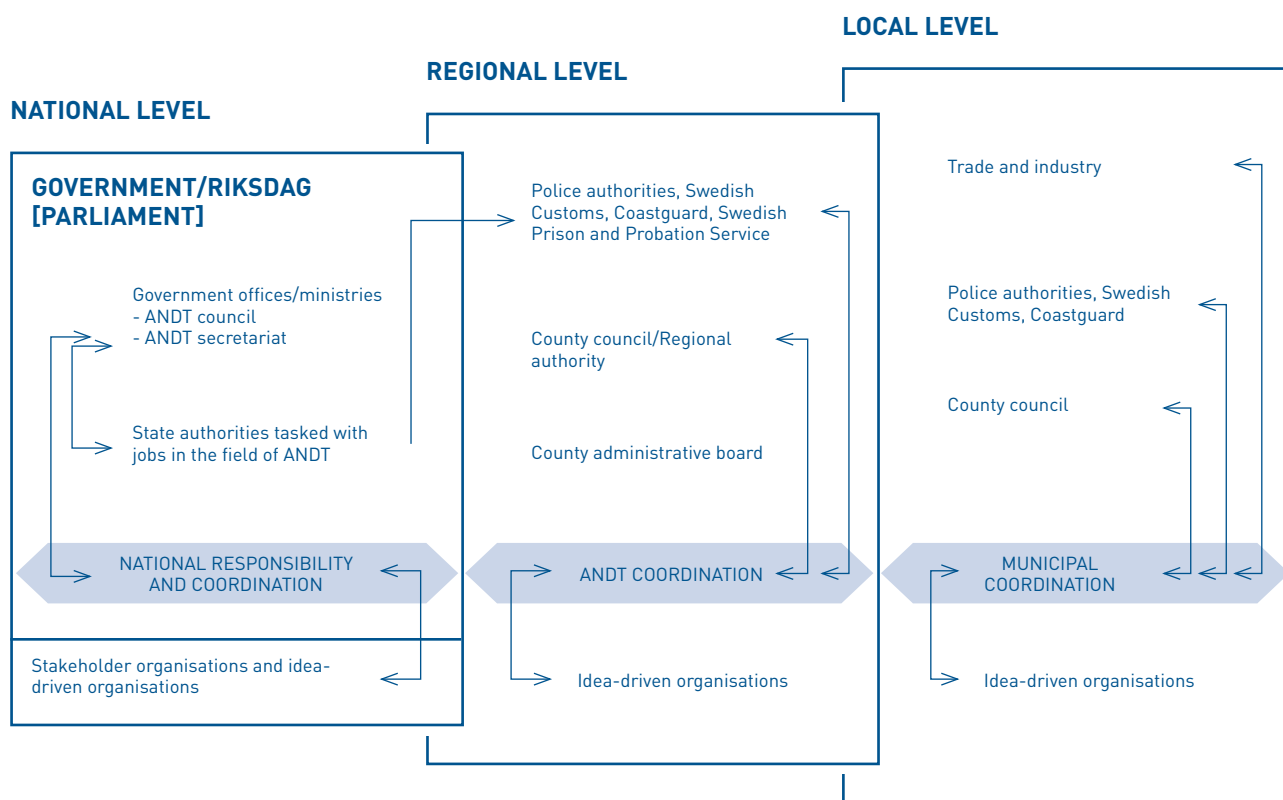 LOCAL LEVEL
REGIONAL LEVEL
NATIONAL LEVEL
GOVERNMENT/RIKSDAG
[PARLIAMENT]
Government offices/ministries
- ANDT council
- ANDT secretariat
State authorities tasked with
jobs in the field of ANDT
NATIONAL RESPONSIBILITY
AND COORDINATION
Stakeholder organisations and idea-
driven organisations
Police authorities, Swedish
Customs, Coastguard, Swedish
Prison and Probation Service
County council/Regional
authority
County administrative board
ANDT COORDINATION
Idea-driven organisations
Trade and industry
Police authorities, Swedish
Customs, Coastguard
County council
MUNICIPAL
COORDINATION
Idea-driven organisations